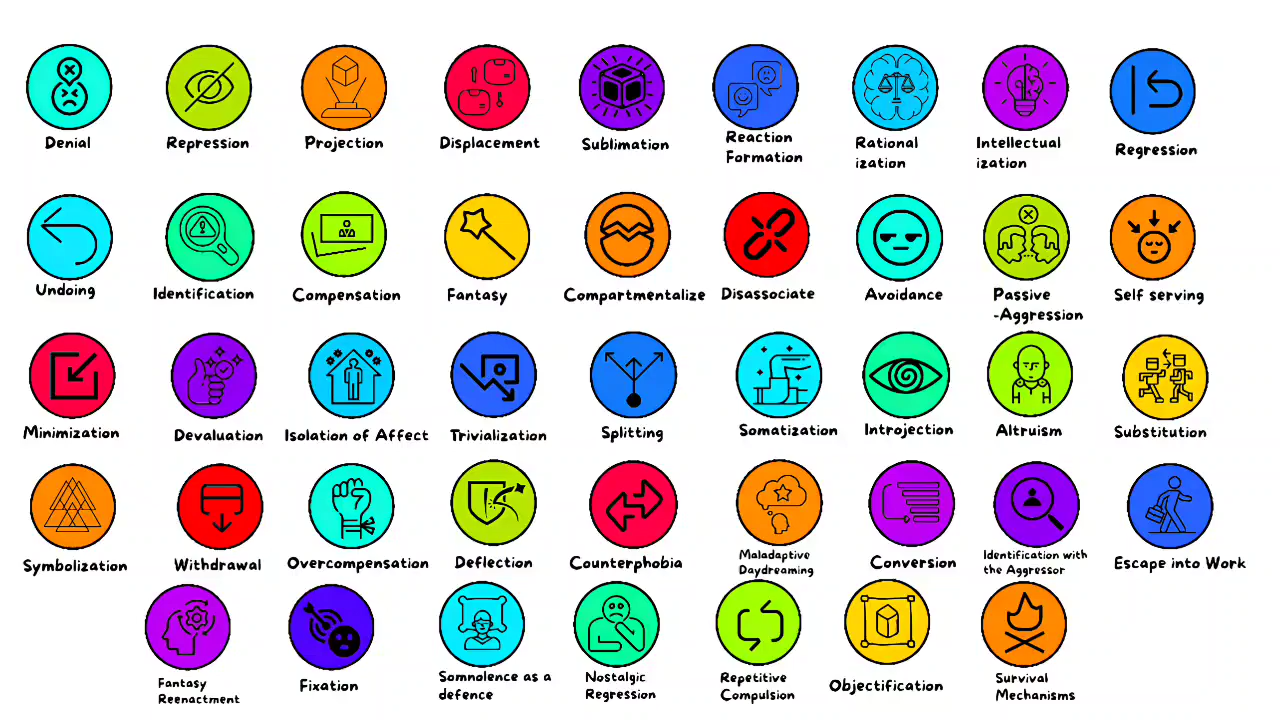 Denial
Repression
Projection
Displacement
Sublimation
Reaction
Formation
Rational
ization
Intellectual
ization
Regression
Undoing
Identification
Compensation
Fantasy
Compartmentalize
Disassociate
Avoidance
Passive
-Aggression
Self serving
Minimization
Devaluation
Isolation of Affect
Trivialization
Splitting
Somatization
Introjection
Altruism
Substitution
Symbolization
Withdrawal
Overcompensation
Deflection
Counterphobia
Maladaptive
Daydreaming
Conversion
Identification with
the Aggressor
Escape into Work
Fantasy
Reenactment
Fixation
Somnolence as a
defence
Nostalgic
Regression
Repetitive
Compulsion
Objectification
Survival
Mechanisms